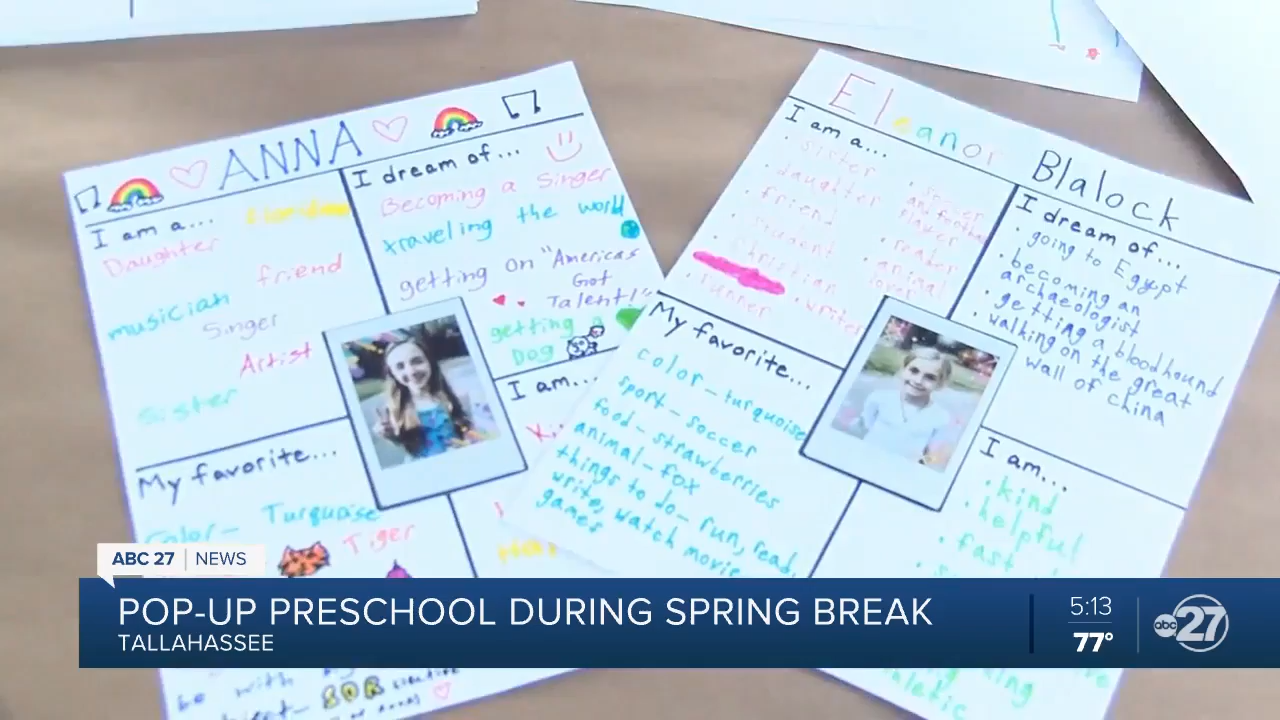 ANNA
I am a...
Daughter
friend
musician
Singer
Artist
Sister
I dream of...
Becoming a Singer
traveling the world
getting on "Americas
Got
Talent!"
getting a
Dog
My favorite...
Color- Turquoise
Tiger
be with
I am...
Eleanor Blalock
I am a...
• sister
• daughter
• friend
• student
• Christian
• runner
player
• reader
• animal
lover
• writer
I dream of...
• going to Egypt
• becoming an
archaeologist
• getting a bloodhound
• walking on the great
wall of china
My favorite...
color - turquoise
sport - soccer
food - strawberries
animal - fox
things to do - run, read,
write, watch movie
games
I am...
• kind
• helpful
• fast
ABC 27 | NEWS
POP-UP PRESCHOOL DURING SPRING BREAK
TALLAHASSEE
5:13
77°
abc 27